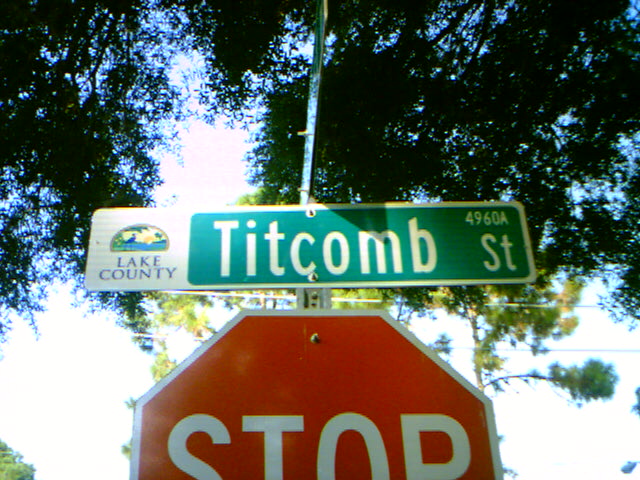 4960A
Titcomb St
LAKE
COUNTY
STOP